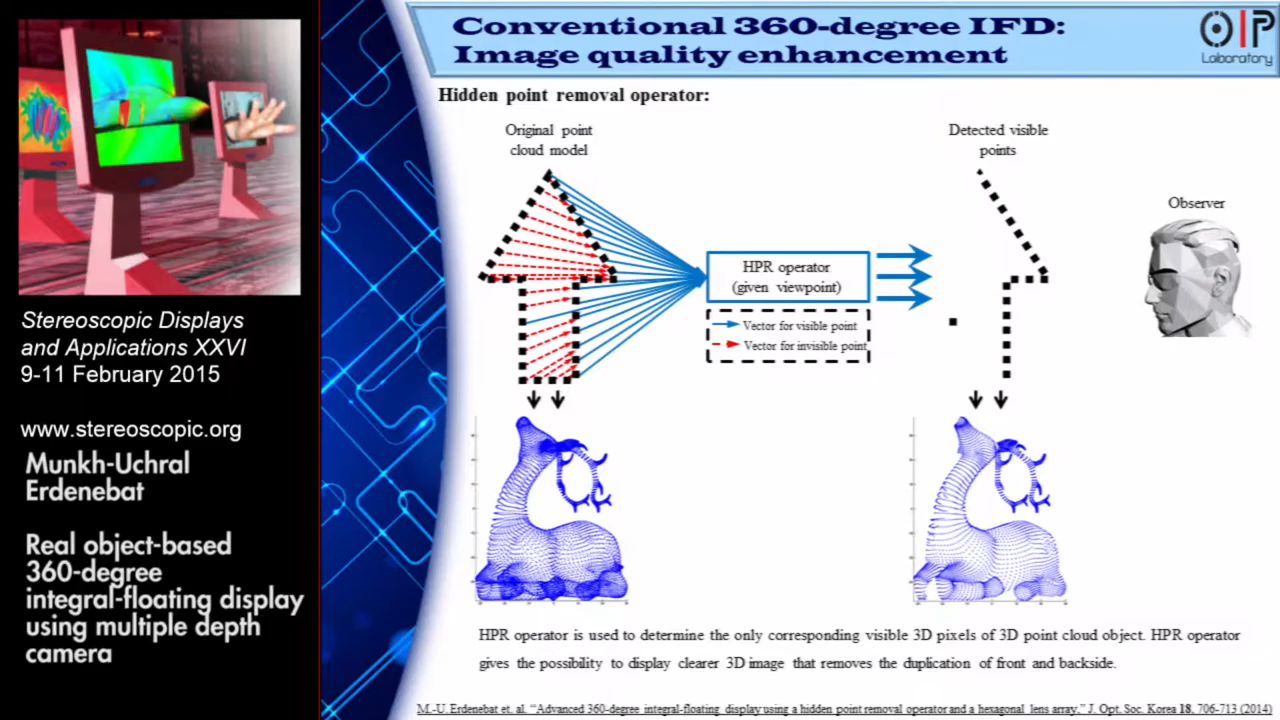 Stereoscopic Displays
and Applications XXVI
9-11 February 2015
www.stereoscopic.org
Munkh-Uchral
Erdenebat
Real object-based
360-degree
integral-floating display
using multiple depth
camera
Conventional 360-degree IFD:
Image quality enhancement
OIP
Laboratory
Hidden point removal operator:
Original point
cloud model
Detected visible
points
Observer
HPR operator
(given viewpoint)
Vector for visible point
Vector for invisible point
HPR operator is used to determine the only corresponding visible 3D pixels of 3D point cloud object. HPR operator
gives the possibility to display clearer 3D image that removes the duplication of front and backside.
M.-U. Erdenebat et. al. “Advanced 360-degree integral-floating display using a hidden point removal operator and a hexagonal lens array,” J. Opt. Soc. Korea 18, 706-713 (2014)